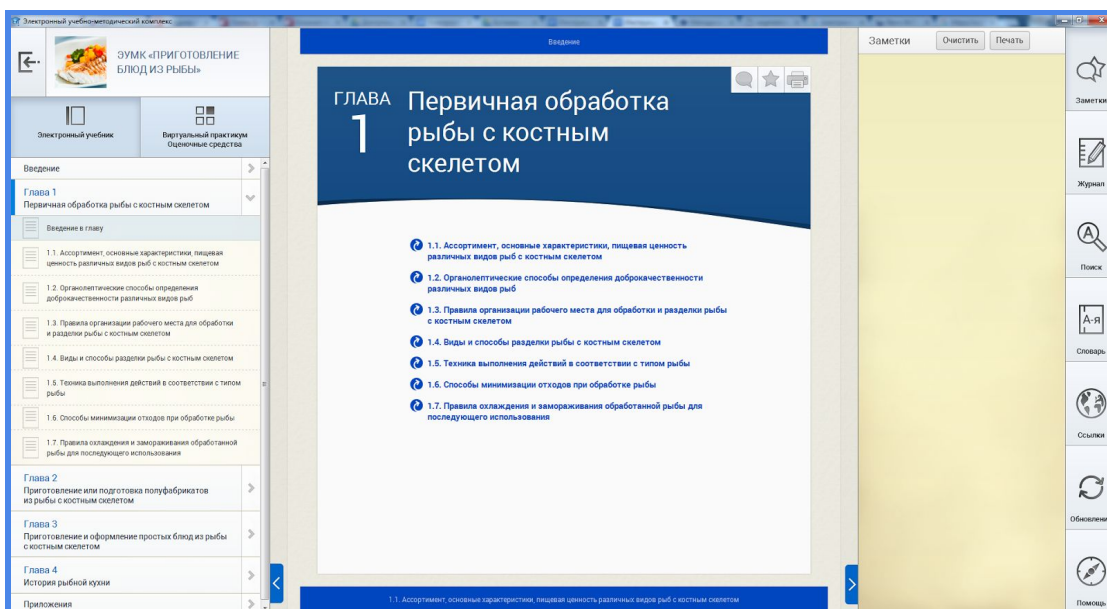 Электронный учебно-методический комплекс
ЭУМК «ПРИГОТОВЛЕНИЕ
БЛЮД ИЗ РЫБЫ»
Электронный учебник
Виртуальный практикум
Оценочные средства
Введение
Глава 1
Первичная обработка рыбы с костным скелетом
Введение в главу
1.1. Ассортимент, основные характеристики, пищевая
ценность различных видов рыб с костным скелетом
1.2. Органолептические способы определения
доброкачественности различных видов рыб
1.3. Правила организации рабочего места для обработки
и разделки рыбы с костным скелетом
1.4. Виды и способы разделки рыбы с костным скелетом
1.5. Техника выполнения действий в соответствии с типом
рыбы
1.6. Способы минимизации отходов при обработке рыбы
1.7. Правила охлаждения и замораживания обработанной
рыбы для последующего использования
Глава 2
Приготовление или подготовка полуфабрикатов
из рыбы с костным скелетом
Глава 3
Приготовление и оформление простых блюд из рыбы
с костным скелетом
Глава 4
История рыбной кухни
Приложения
Введение
ГЛАВА
1
Первичная обработка
рыбы с костным
скелетом
1.1. Ассортимент, основные характеристики, пищевая ценность
различных видов рыб с костным скелетом
1.2. Органолептические способы определения доброкачественности
различных видов рыб
1.3. Правила организации рабочего места для обработки и разделки рыбы
с костным скелетом
1.4. Виды и способы разделки рыбы с костным скелетом
1.5. Техника выполнения действий в соответствии с типом рыбы
1.6. Способы минимизации отходов при обработке рыбы
1.7. Правила охлаждения и замораживания обработанной рыбы для
последующего использования
1.1. Ассортимент, основные характеристики, пищевая ценность различных видов рыб с костным скелетом
Заметки
Очистить
Печать
Заметки
Журнал
Поиск
А-Я
Словарь
Ссылки
Обновлени
Помощь